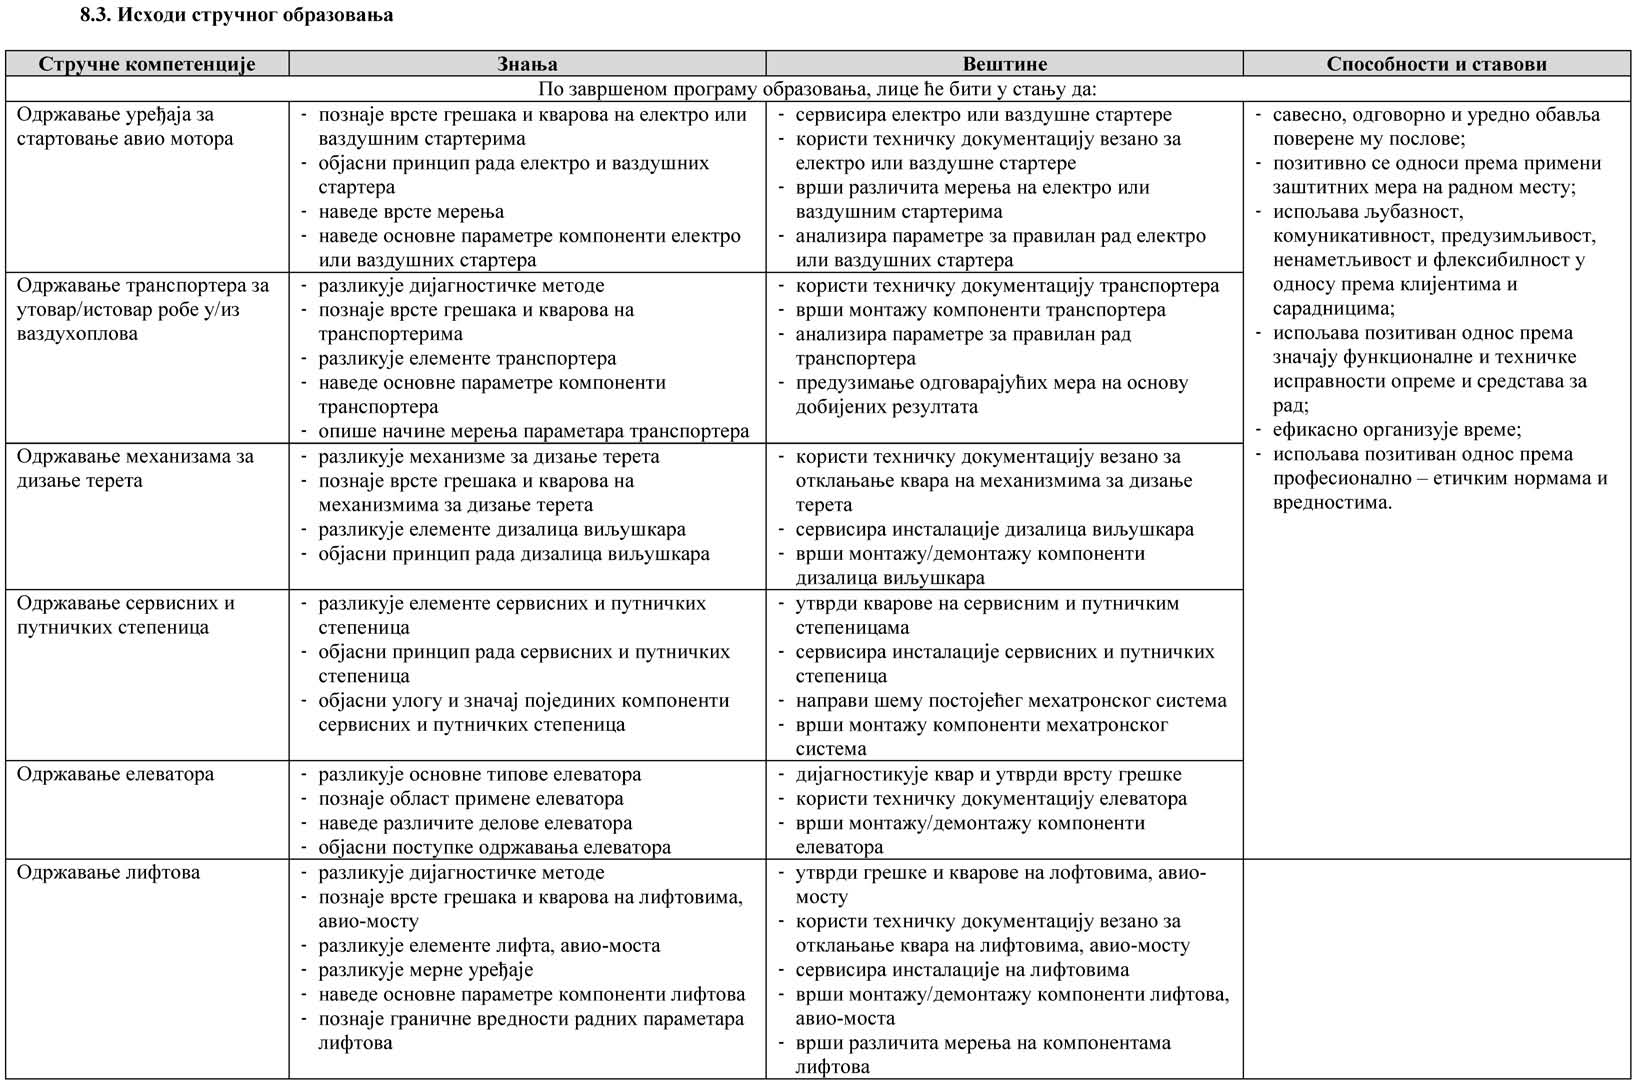 8.3. Исходи стручног образовања
Стручне компетенције
Знања
Вештине
Способности и ставови
По завршеном програму образовања, лице ће бити у стању да:
Одржавање уређаја за
стартовање авио мотора
- познаје врсте грешака и кварова на електро или
ваздушним стартерима
- објасни принцип рада електро и ваздушних
стартера
- наведе врсте мерења
- наведе основне параметре компоненти електро
или ваздушних стартера
- сервисира електро или ваздушне стартере
- користи техничку документацију везано за
електро или ваздушне стартере
- врши различита мерења на електро или
ваздушним стартерима
- анализира параметре за правилан рад електро
или ваздушних стартера
- савесно, одговорно и уредно обавља
поверене му послове;
- позитивно се односи према примени
заштитних мера на радном месту;
- испољава љубазност,
комуникативност, предузимљивост,
ненаметљивост и флексибилност у
односу према клијентима и
сарадницима;
- испољава позитиван однос према
значају функционалне и техничке
исправности опреме и средстава за
рад;
- ефикасно организује време;
- испољава позитиван однос према
професионално – етичким нормама и
вредностима.
Одржавање транспортера за
утовар/истовар робе у/из
ваздухоплова
- разликује дијагностичке методе
- познаје врсте грешака и кварова на
транспортерима
- разликује елементе транспортера
- наведе основне параметре компоненти
транспортера
- опише начине мерења параметара транспортера
- користи техничку документацију транспортера
- врши монтажу компоненти транспортера
- анализира параметре за правилан рад
транспортера
- предузимање одговарајућих мера на основу
добијених резултата
Одржавање механизама за
дизање терета
- разликује механизме за дизање терета
- познаје врсте грешака и кварова на
механизмима за дизање терета
- разликује елементе дизалица виљушкара
- објасни принцип рада дизалица виљушкара
- користи техничку документацију везано за
отклањање квара на механизмима за дизање
терета
- сервисира инсталације дизалица виљушкара
- врши монтажу/демонтажу компоненти
дизалица виљушкара
Одржавање сервисних и
путничких степеница
- разликује елементе сервисних и путничких
степеница
- објасни принцип рада сервисних и путничких
степеница
- објасни улогу и значај појединих компоненти
сервисних и путничких степеница
- утврди кварове на сервисним и путничким
степеницама
- сервисира инсталације сервисних и путничких
степеница
- направи шему постојећег мехатронског система
- врши монтажу компоненти мехатронског
система
Одржавање елеватора
- разликује основне типове елеватора
- познаје област примене елеватора
- наведе различите делове елеватора
- објасни поступке одржавања елеватора
- дијагностикује квар и утврди врсту грешке
- користи техничку документацију елеватора
- врши монтажу/демонтажу компоненти
елеватора
Одржавање лифтова
- разликује дијагностичке методе
- познаје врсте грешака и кварова на лифтовима,
авио-мосту
- разликује елементе лифта, авио-моста
- разликује мерне уређаје
- наведе основне параметре компоненти лифтова
- познаје граничне вредности радних параметара
лифтова
- утврди грешке и кварове на лофтовима, авио-
мосту
- користи техничку документацију везано за
отклањање квара на лифтовима, авио-мосту
- сервисира инсталације на лифтовима
- врши монтажу/демонтажу компоненти лифтова,
авио-моста
- врши различита мерења на компонентама
лифтова